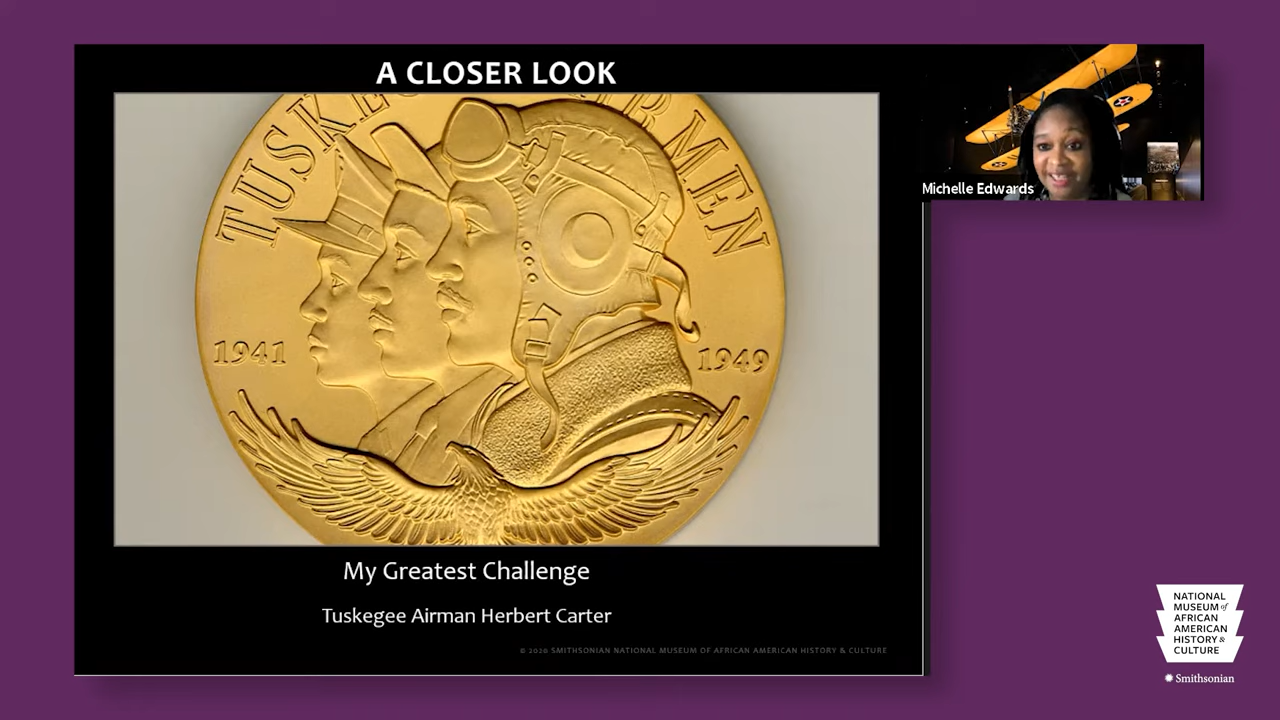 A CLOSER LOOK
TUSKE
IRMEN
1941
1949
My Greatest Challenge
Tuskegee Airman Herbert Carter
© 2020 SMITHSONIAN NATIONAL MUSEUM OF AFRICAN AMERICAN HISTORY & CULTURE
Michelle Edwards
NATIONAL
MUSEUM of
AFRICAN
AMERICAN
HISTORY &
CULTURE
Smithsonian